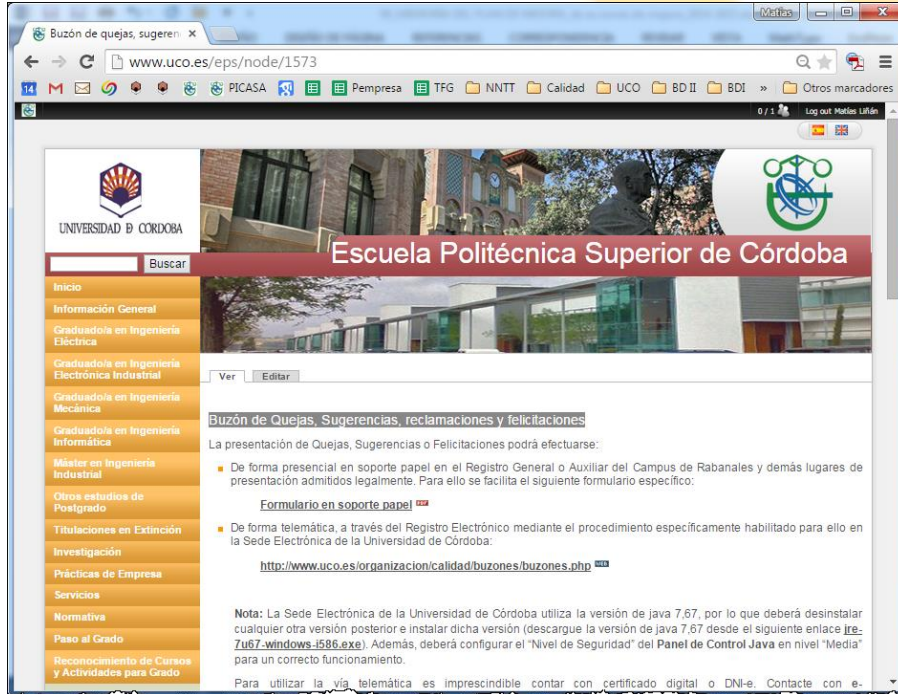 Matías
Buzón de quejas, sugeren
www.uco.es/eps/node/1573
14 PICASA Pempresa TFG NNTT Calidad UCO BD II BDI » Otros marcadores
0 / 1 Log out Matías Liñán
UNIVERSIDAD Ð CORDOBA
Escuela Politécnica Superior de Córdoba
Buscar
Inicio
Información General
Graduado/a en Ingeniería
Eléctrica
Graduado/a en Ingeniería
Electrónica Industrial
Graduado/a en Ingeniería
Mecánica
Graduado/a en Ingeniería
Informática
Máster en Ingeniería
Industrial
Otros estudios de
Postgrado
Titulaciones en Extinción
Investigación
Prácticas de Empresa
Servicios
Normativa
Paso al Grado
Reconocimiento de Cursos
y Actividades para Grado
Ver Editar
Buzón de Quejas, Sugerencias, reclamaciones y felicitaciones
La presentación de Quejas, Sugerencias o Felicitaciones podrá efectuarse:
De forma presencial en soporte papel en el Registro General o Auxiliar del Campus de Rabanales y demás lugares de
presentación admitidos legalmente. Para ello se facilita el siguiente formulario específico:
Formulario en soporte papel PDF
De forma telemática, a través del Registro Electrónico mediante el procedimiento específicamente habilitado para ello en
la Sede Electrónica de la Universidad de Córdoba:
http://www.uco.es/organizacion/calidad/buzones/buzones.php WEB
Nota: La Sede Electrónica de la Universidad de Córdoba utiliza la versión de java 7,67, por lo que deberá desinstalar
cualquier otra versión posterior e instalar dicha versión (descargue la versión de java 7,67 desde el siguiente enlace jre-
7u67-windows-i586.exe). Además, deberá configurar el "Nivel de Seguridad" del Panel de Control Java en nivel "Media"
para un correcto funcionamiento.
Para utilizar la vía telemática es imprescindible contar con certificado digital o DNI-e. Contacte con e-